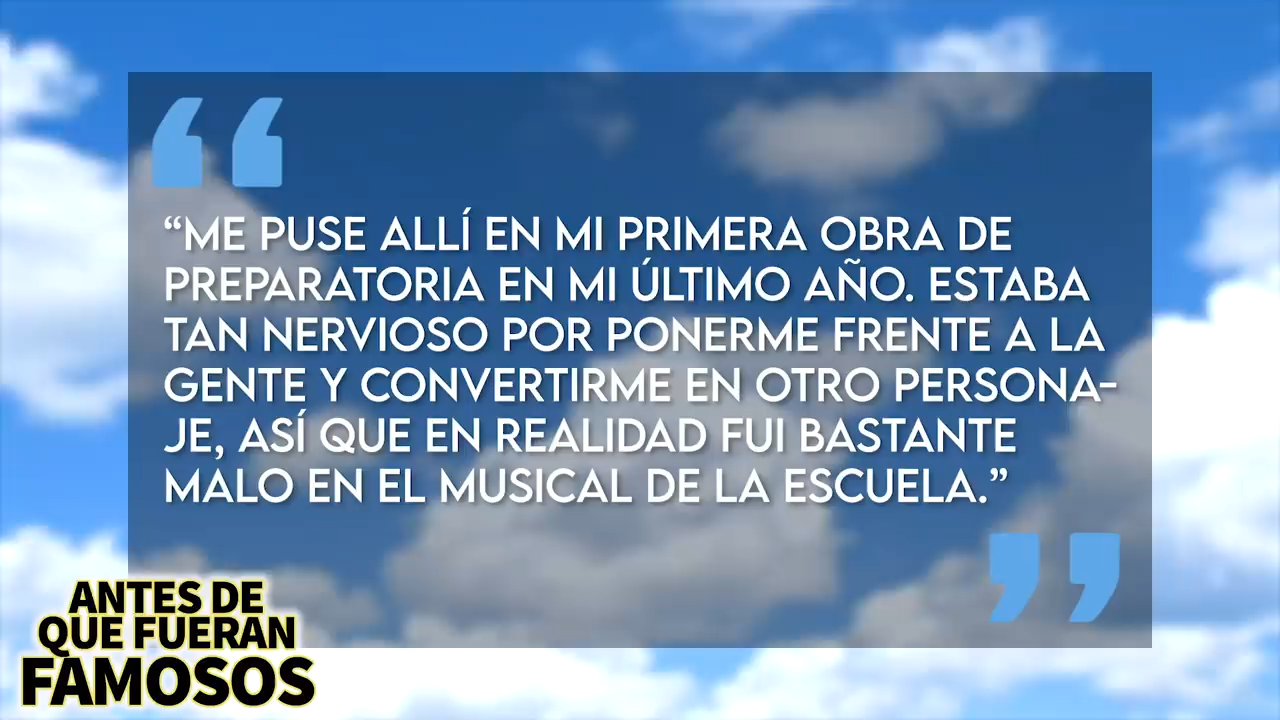 “ME PUSE ALLÍ EN MI PRIMERA OBRA DE
PREPARATORIA EN MI ÚLTIMO AÑO. ESTABA
TAN NERVIOSO POR PONERME FRENTE A LA
GENTE Y CONVERTIRME EN OTRO PERSONA-
JE, ASÍ QUE EN REALIDAD FUI BASTANTE
MALO EN EL MUSICAL DE LA ESCUELA.”
ANTES DE
QUE FUERAN
FAMOSOS